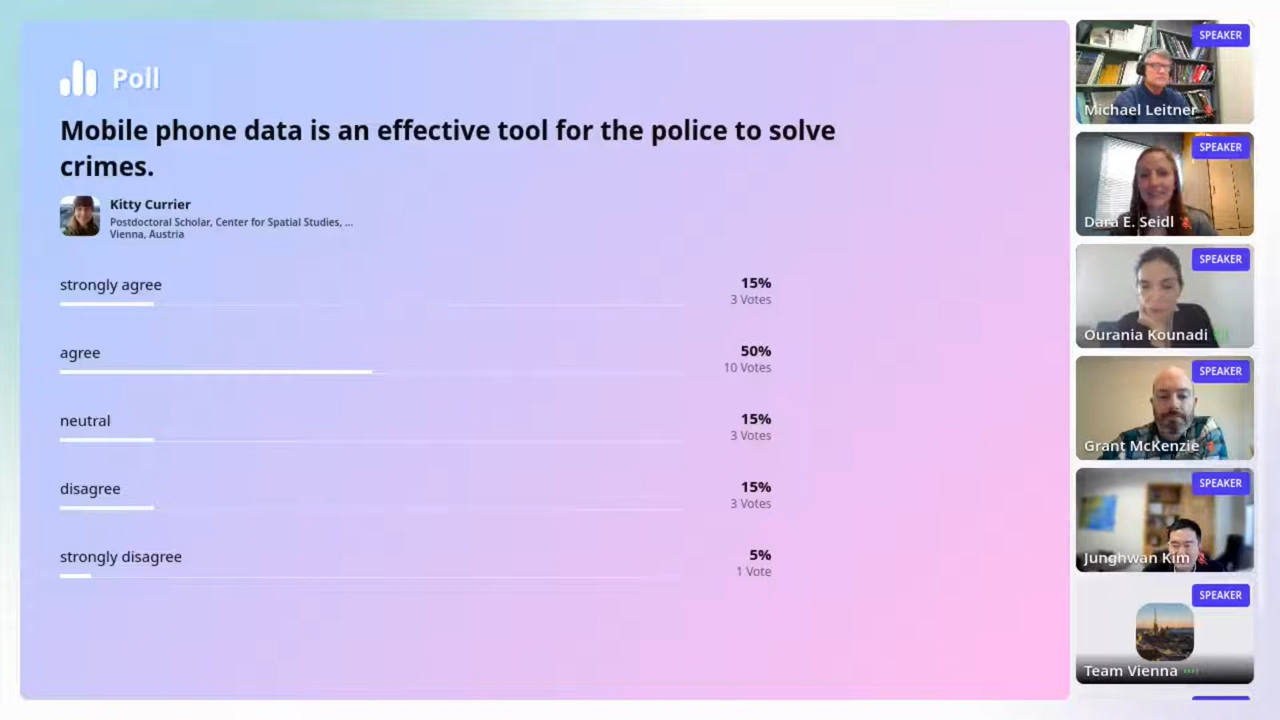 Poll
Mobile phone data is an effective tool for the police to solve
crimes.
Kitty Currier
Postdoctoral Scholar, Center for Spatial Studies, ...
Vienna, Austria
strongly agree
15%
3 Votes
agree
50%
10 Votes
neutral
15%
3 Votes
disagree
15%
3 Votes
strongly disagree
5%
1 Vote
SPEAKER
Michael Leitner
SPEAKER
Dara E. Seidl
SPEAKER
Ourania Kounadi
SPEAKER
Grant McKenzie
SPEAKER
Junghwan Kim
SPEAKER
Team Vienna